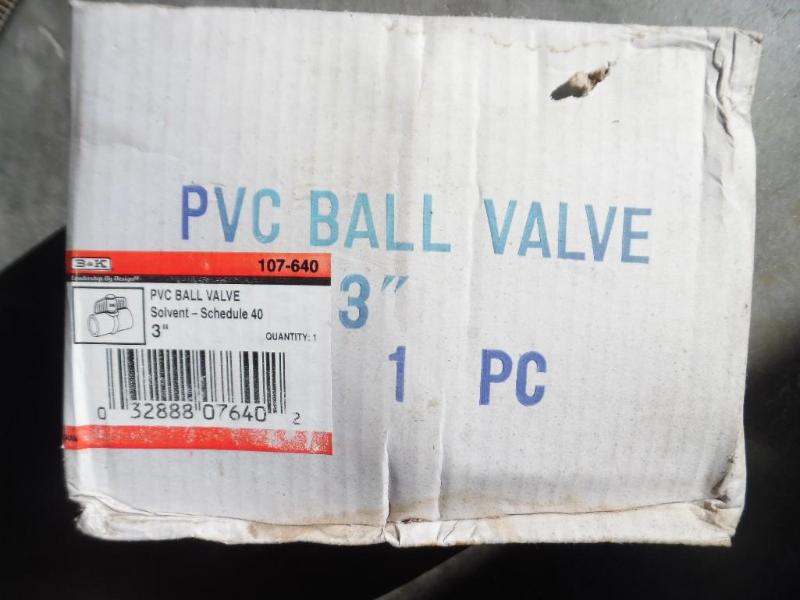 PVC BALL VALVE
3"
1 PC
B&K 107-640
Leadership By Design
PVC BALL VALVE
Solvent – Schedule 40
3"
QUANTITY: 1
0 32888 07640 2